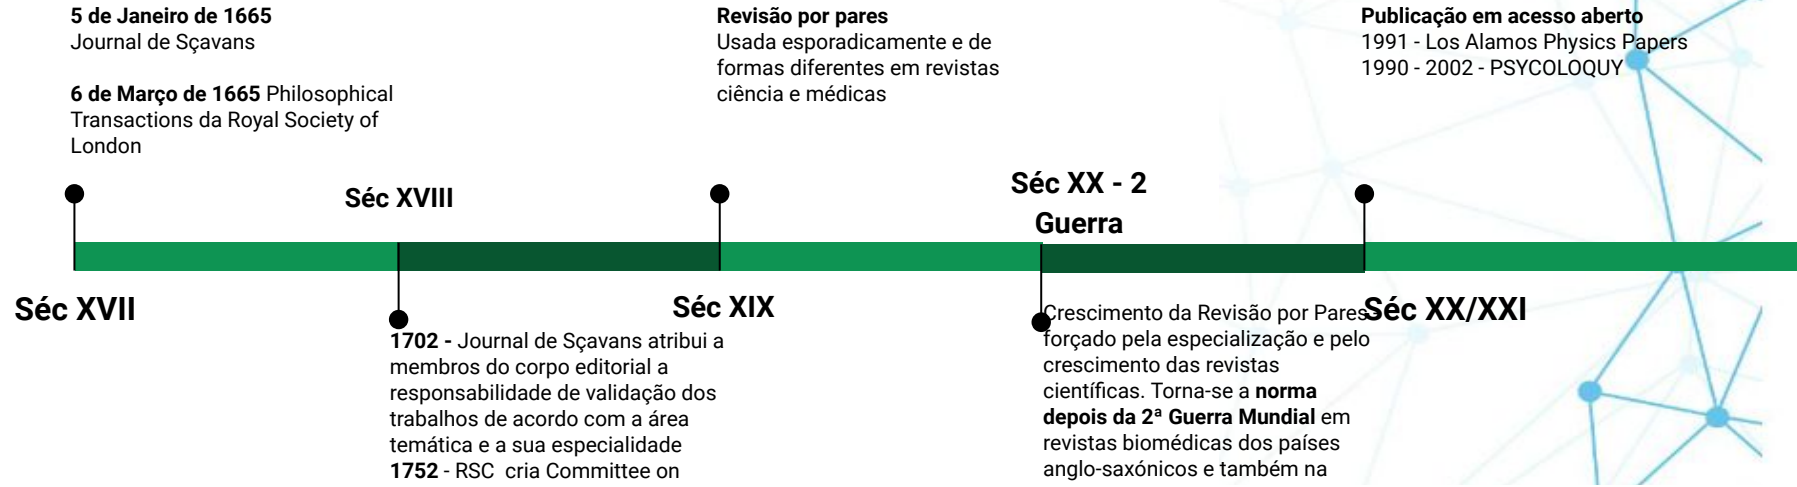 5 de Janeiro de 1665
Journal de Sçavans
6 de Março de 1665 Philosophical
Transactions da Royal Society of
London
Séc XVII
Séc XVIII
1702 - Journal de Sçavans atribui a
membros do corpo editorial a
responsabilidade de validação dos
trabalhos de acordo com a área
temática e a sua especialidade
1752 - RSC cria Committee on
Revisão por pares
Usada esporadicamente e de
formas diferentes em revistas
ciência e médicas
Séc XIX
Séc XX - 2
Guerra
Crescimento da Revisão por Pares
forçado pela especialização e pelo
crescimento das revistas
científicas. Torna-se a norma
depois da 2ª Guerra Mundial em
revistas biomédicas dos países
anglo-saxónicos e também na
Publicação em acesso aberto
1991 - Los Alamos Physics Papers
1990 - 2002 - PSYCOLOQUY
Séc XX/XXI